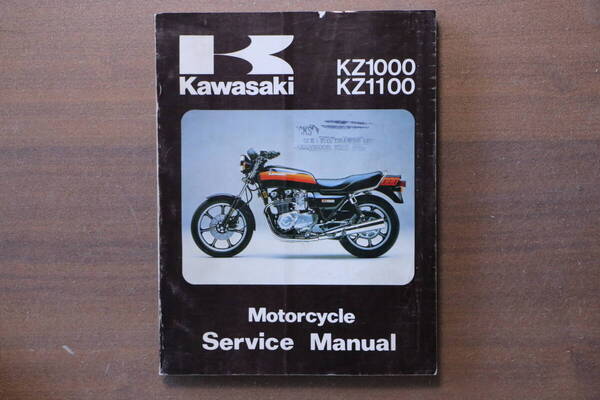 Kawasaki
KZ1000
KZ1100
Motorcycle
Service Manual